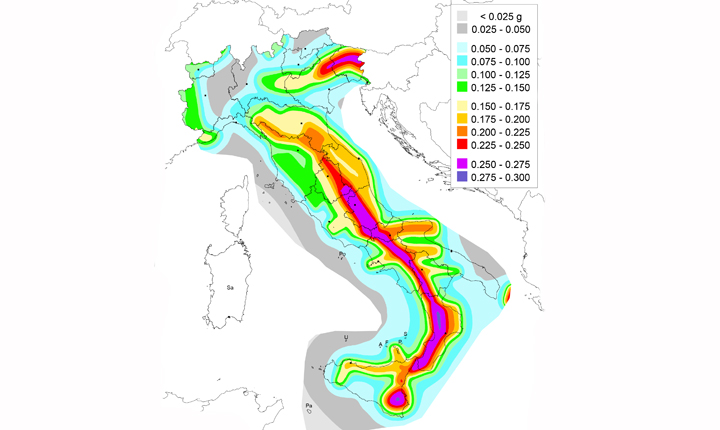 < 0.025 g
0.025 - 0.050
0.050 - 0.075
0.075 - 0.100
0.100 - 0.125
0.125 - 0.150
0.150 - 0.175
0.175 - 0.200
0.200 - 0.225
0.225 - 0.250
0.250 - 0.275
0.275 - 0.300
Po
Sa
S
U
A
F
P
Pa